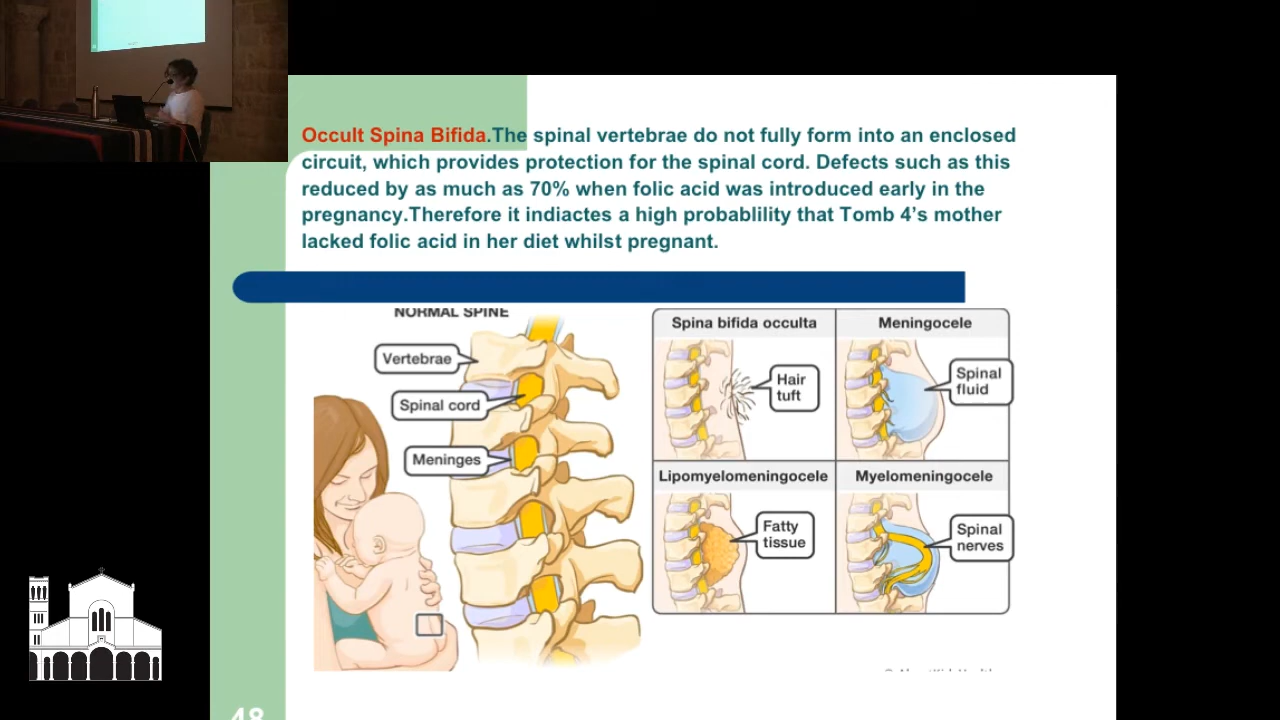 Occult Spina Bifida.The spinal vertebrae do not fully form into an enclosed
circuit, which provides protection for the spinal cord. Defects such as this
reduced by as much as 70% when folic acid was introduced early in the
pregnancy.Therefore it indiactes a high probablility that Tomb 4’s mother
lacked folic acid in her diet whilst pregnant.
NORMAL SPINE
Vertebrae
Spinal cord
Meninges
Spina bifida occulta
Hair
tuft
Meningocele
Spinal
fluid
Lipomyelomeningocele
Fatty
tissue
Myelomeningocele
Spinal
nerves
48